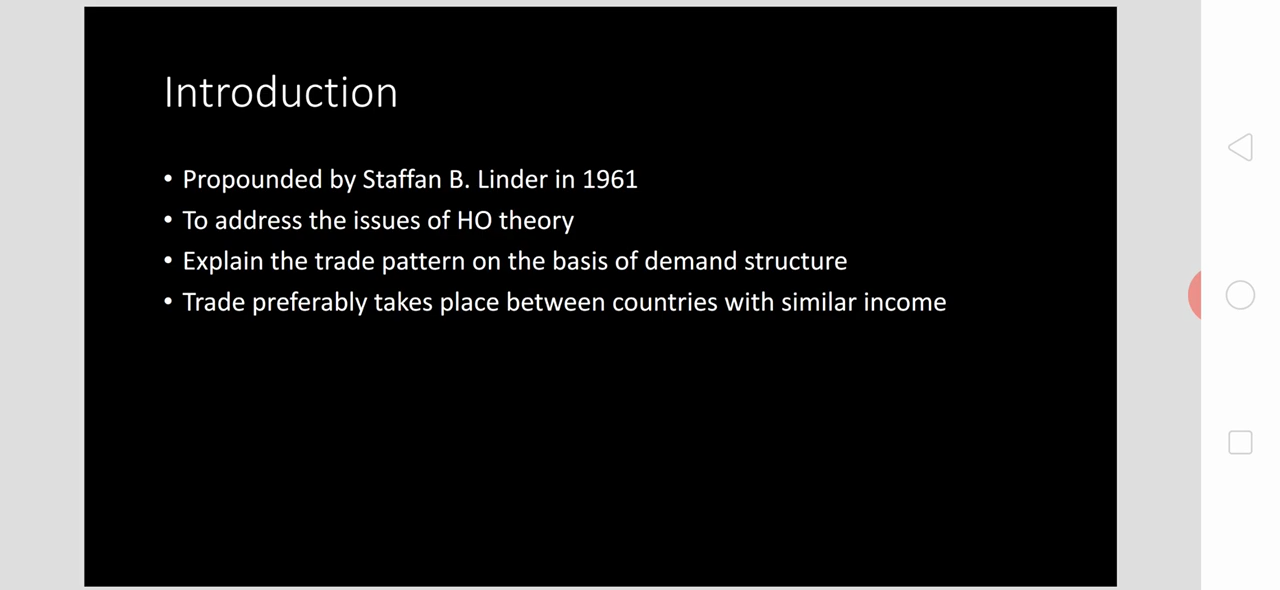 Introduction
• Propounded by Staffan B. Linder in 1961
• To address the issues of HO theory
• Explain the trade pattern on the basis of demand structure
• Trade preferably takes place between countries with similar income